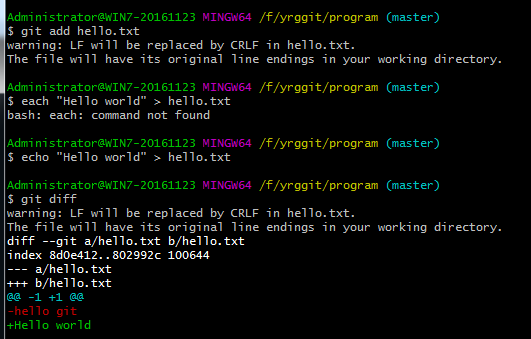 Administrator@WIN7-20161123 MINGW64 /f/yrggit/program (master)
$ git add hello.txt
warning: LF will be replaced by CRLF in hello.txt.
The file will have its original line endings in your working directory.
Administrator@WIN7-20161123 MINGW64 /f/yrggit/program (master)
$ each "Hello world" > hello.txt
bash: each: command not found
Administrator@WIN7-20161123 MINGW64 /f/yrggit/program (master)
$ echo "Hello world" > hello.txt
Administrator@WIN7-20161123 MINGW64 /f/yrggit/program (master)
$ git diff
warning: LF will be replaced by CRLF in hello.txt.
The file will have its original line endings in your working directory.
diff --git a/hello.txt b/hello.txt
index 8d0e412..802992c 100644
--- a/hello.txt
+++ b/hello.txt
@@ -1 +1 @@
-hello git
+Hello world